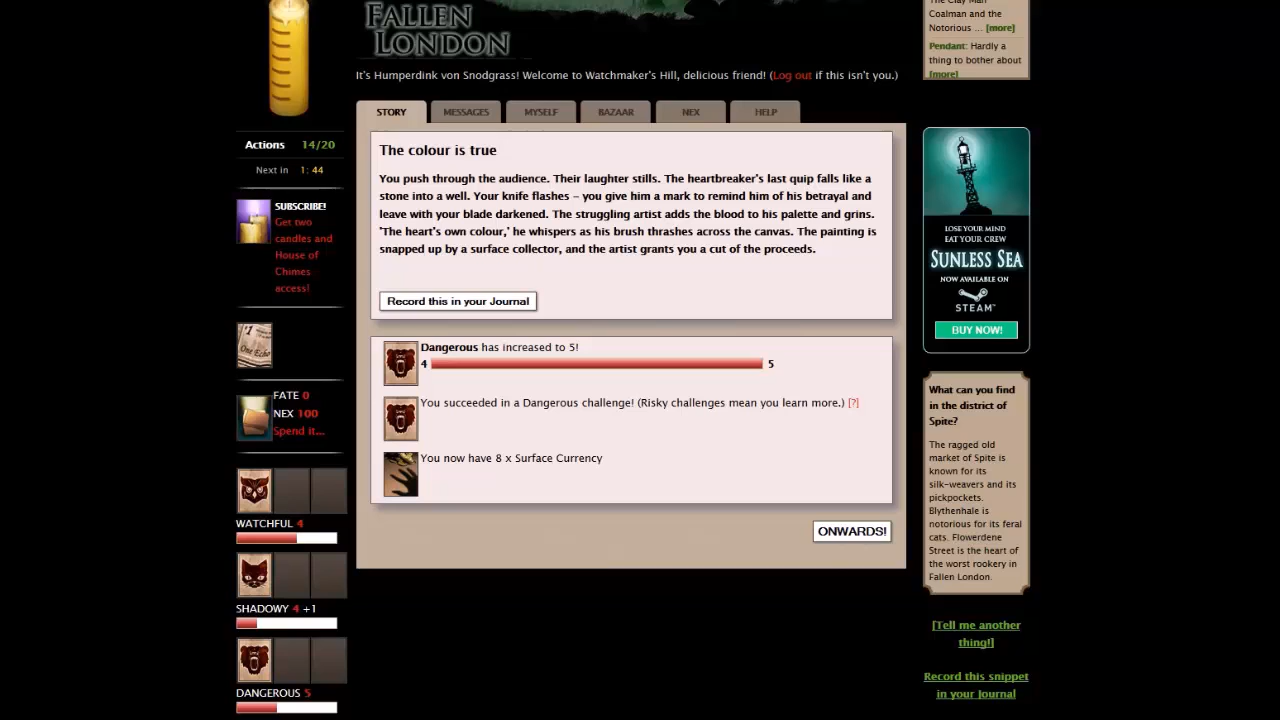 FALLEN
LONDON
It's Humperdink von Snodgrass! Welcome to Watchmaker's Hill, delicious friend! (Log out if this isn't you.)
Actions 14/20
Next in 1: 44
SUBSCRIBE!
Get two
candles and
House of
Chimes
access!
#1
One Echo
FATE 0
NEX 100
Spend it...
WATCHFUL 4
SHADOWY 4 +1
DANGEROUS 5
STORY
MESSAGES
MYSELF
BAZAAR
NEX
HELP
The colour is true
You push through the audience. Their laughter stills. The heartbreaker's last quip falls like a
stone into a well. Your knife flashes – you give him a mark to remind him of his betrayal and
leave with your blade darkened. The struggling artist adds the blood to his palette and grins.
'The heart's own colour,' he whispers as his brush thrashes across the canvas. The painting is
snapped up by a surface collector, and the artist grants you a cut of the proceeds.
Record this in your Journal
Dangerous has increased to 5!
4 5
You succeeded in a Dangerous challenge! (Risky challenges mean you learn more.) [?]
You now have 8 x Surface Currency
ONWARDS!
The Clay Man
Coalman and the
Notorious ... [more]
Pendant: Hardly a
thing to bother about
[more]
LOSE YOUR MIND
EAT YOUR CREW
SUNLESS SEA
NOW AVAILABLE ON
STEAM™
BUY NOW!
What can you find
in the district of
Spite?
The ragged old
market of Spite is
known for its
silk-weavers and its
pickpockets.
Blythenhale is
notorious for its feral
cats. Flowerdene
Street is the heart of
the worst rookery in
Fallen London.
[Tell me another
thing!]
Record this snippet
in your Journal